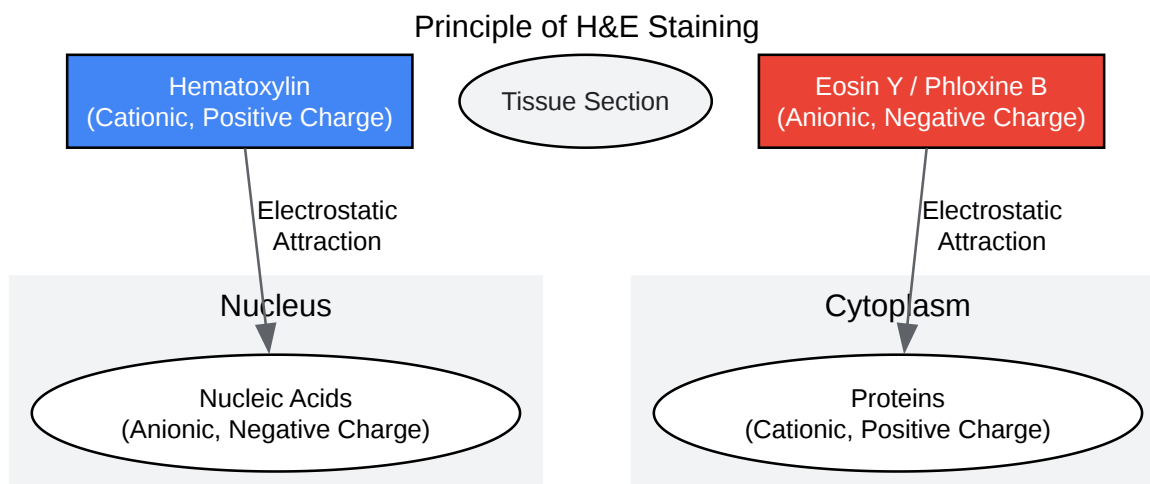 Principle of H&E Staining
Hematoxylin
(Cationic, Positive Charge)
Tissue Section
Eosin Y / Phloxine B
(Anionic, Negative Charge)
Electrostatic
Attraction
Electrostatic
Attraction
Nucleus
Nucleic Acids
(Anionic, Negative Charge)
Cytoplasm
Proteins
(Cationic, Positive Charge)